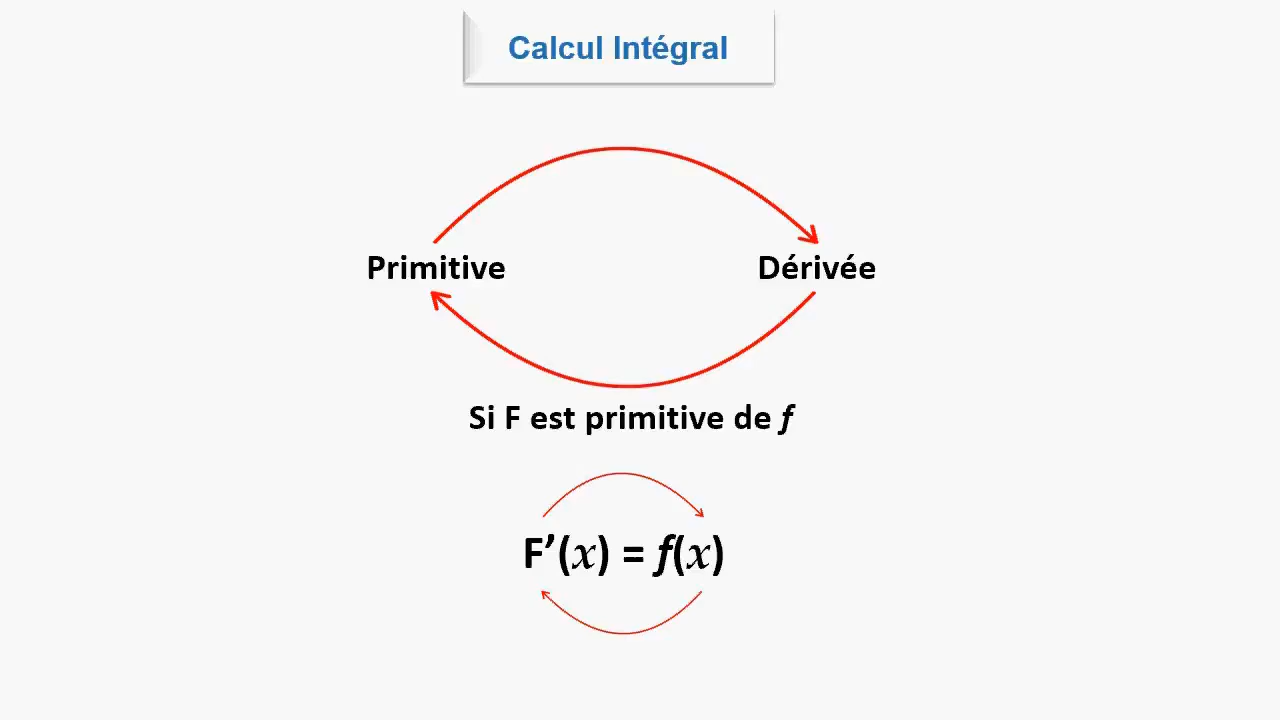 Calcul Intégral
Primitive
Dérivée
Si F est primitive de f
F’(x) = f(x)